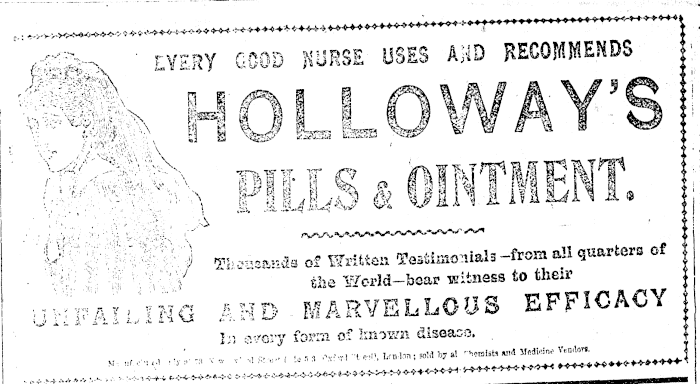 EVERY GOOD NURSE USES AND RECOMMENDS
HOLLOWAY'S
PILLS & OINTMENT.
Thousands of Written Testimonials—from all quarters of
the World—bear witness to their
UNFAILING AND MARVELLOUS EFFICACY
In every form of known disease.
Oxford London; sold by all Chemists and Medicine Vendors.